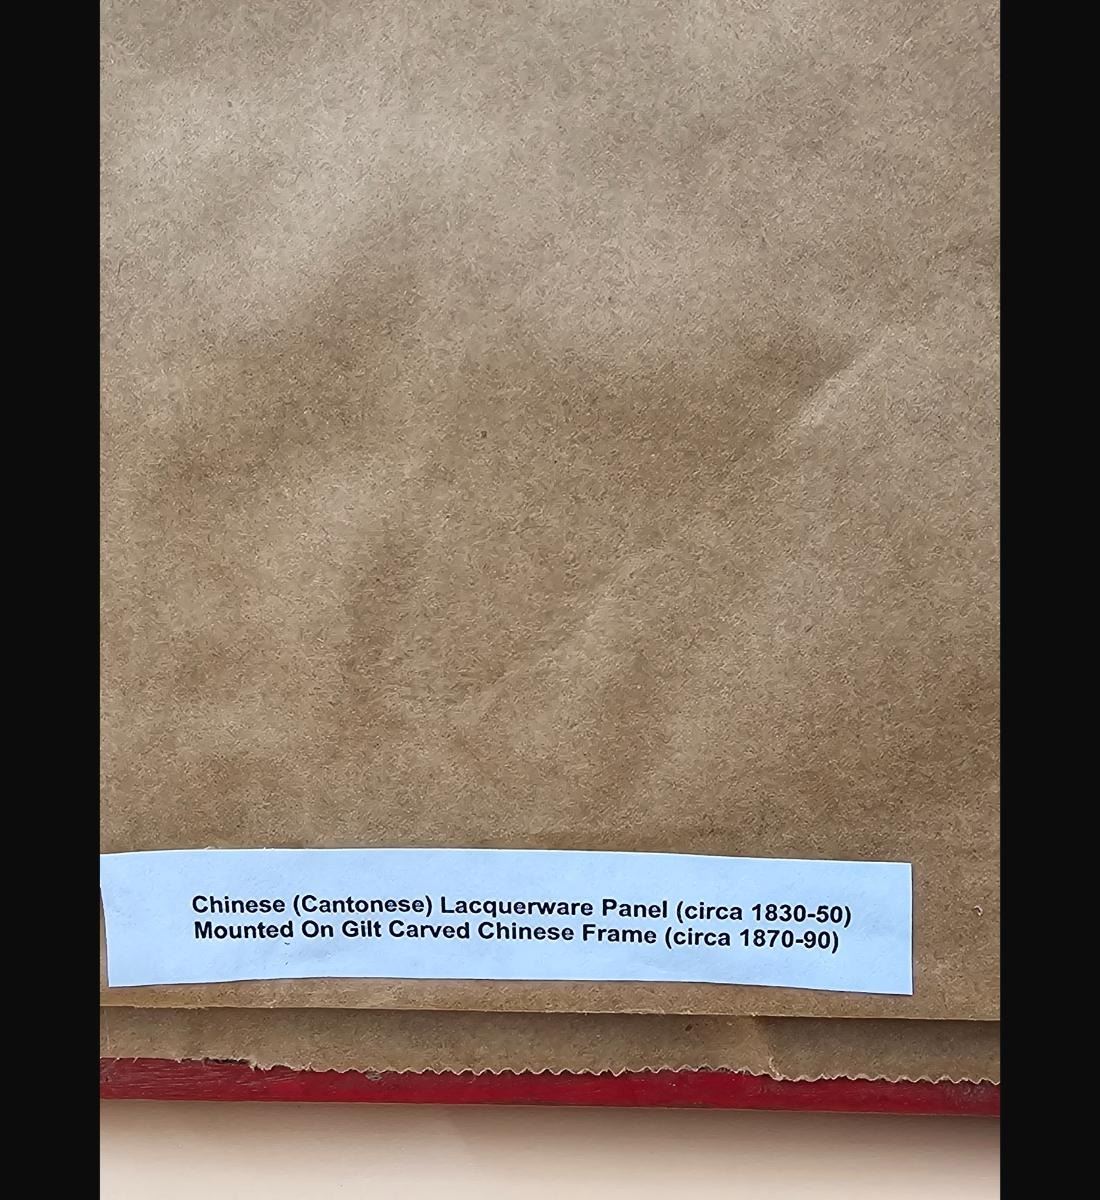 Chinese (Cantonese) Lacquerware Panel (circa 1830-50)
Mounted On Gilt Carved Chinese Frame (circa 1870-90)